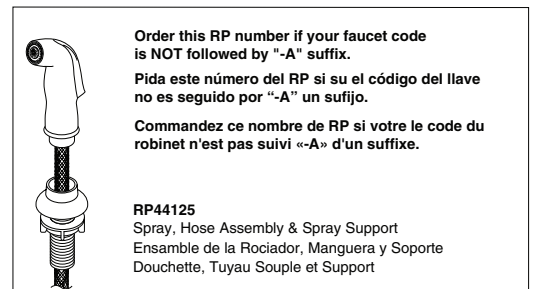 Order this RP number if your faucet code
is NOT followed by "-A" suffix.
Pida este número del RP si su el código del llave
no es seguido por “-A” un sufijo.
Commandez ce nombre de RP si votre le code du
robinet n'est pas suivi «-A» d'un suffixe.
RP44125
Spray, Hose Assembly & Spray Support
Ensamble de la Rociador, Manguera y Soporte
Douchette, Tuyau Souple et Support